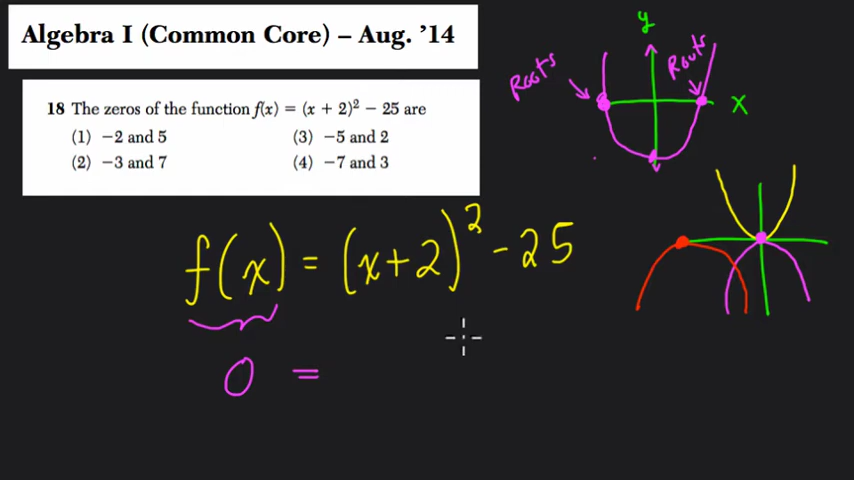 Algebra I (Common Core) – Aug. ’14
18 The zeros of the function f(x) = (x + 2)² − 25 are
(1) −2 and 5
(3) −5 and 2
(2) −3 and 7
(4) −7 and 3
y
Roots
Roots
x
f(x) = (x+2)² - 25
0 =